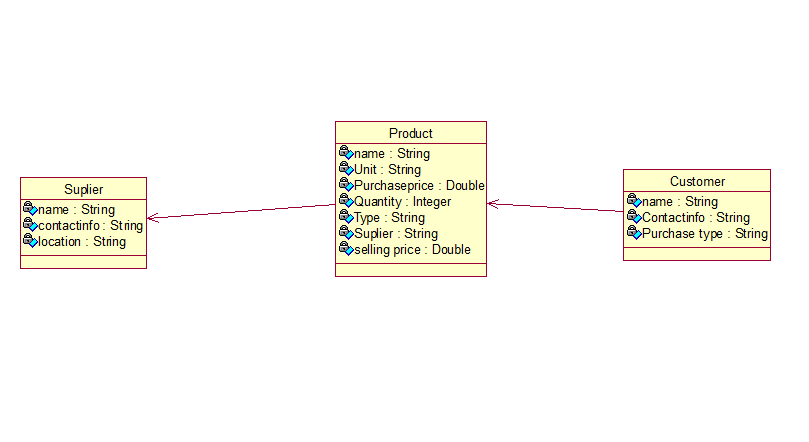 Suplier
name : String
contactinfo : String
location : String
Product
name : String
Unit : String
Purchaseprice : Double
Quantity : Integer
Type : String
Suplier : String
selling price : Double
Customer
name : String
Contactinfo : String
Purchase type : String